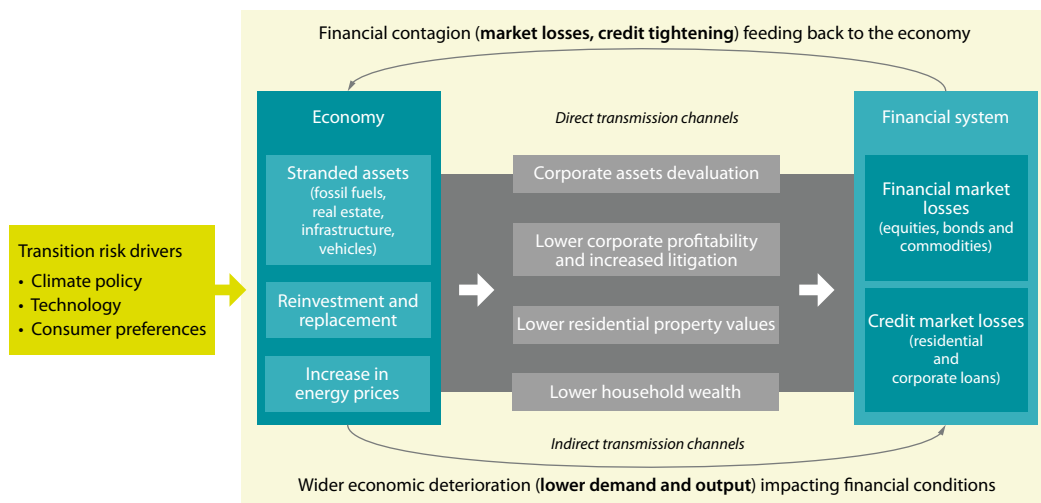 Financial contagion (market losses, credit tightening) feeding back to the economy
Transition risk drivers
• Climate policy
• Technology
• Consumer preferences
Economy
Stranded assets
(fossil fuels,
real estate,
infrastructure,
vehicles)
Reinvestment and
replacement
Increase in
energy prices
Direct transmission channels
Corporate assets devaluation
Lower corporate profitability
and increased litigation
Lower residential property values
Lower household wealth
Indirect transmission channels
Financial system
Financial market
losses
(equities, bonds and
commodities)
Credit market losses
(residential
and
corporate loans)
Wider economic deterioration (lower demand and output) impacting financial conditions